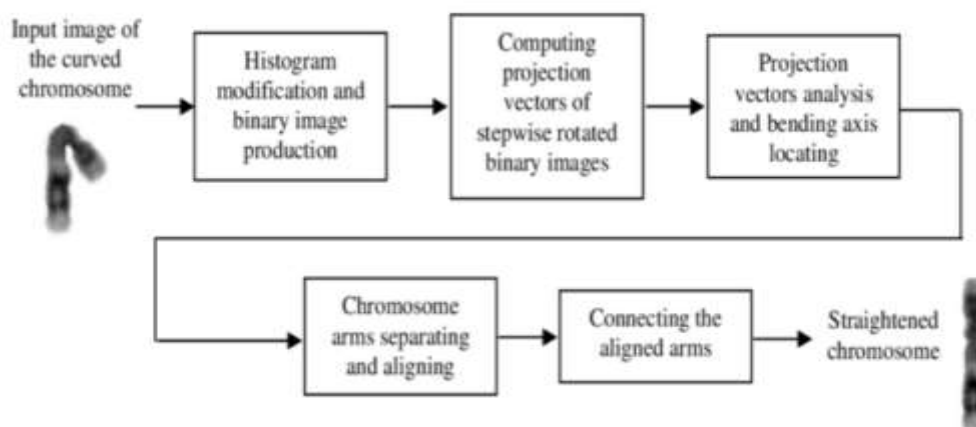 Input image of
the curved
chromosome
Histogram
modification and
binary image
production
Computing
projection
vectors of
stepwise rotated
binary images
Projection
vectors analysis
and bending axis
locating
Chromosome
arms separating
and aligning
Connecting the
aligned arms
Straightened
chromosome